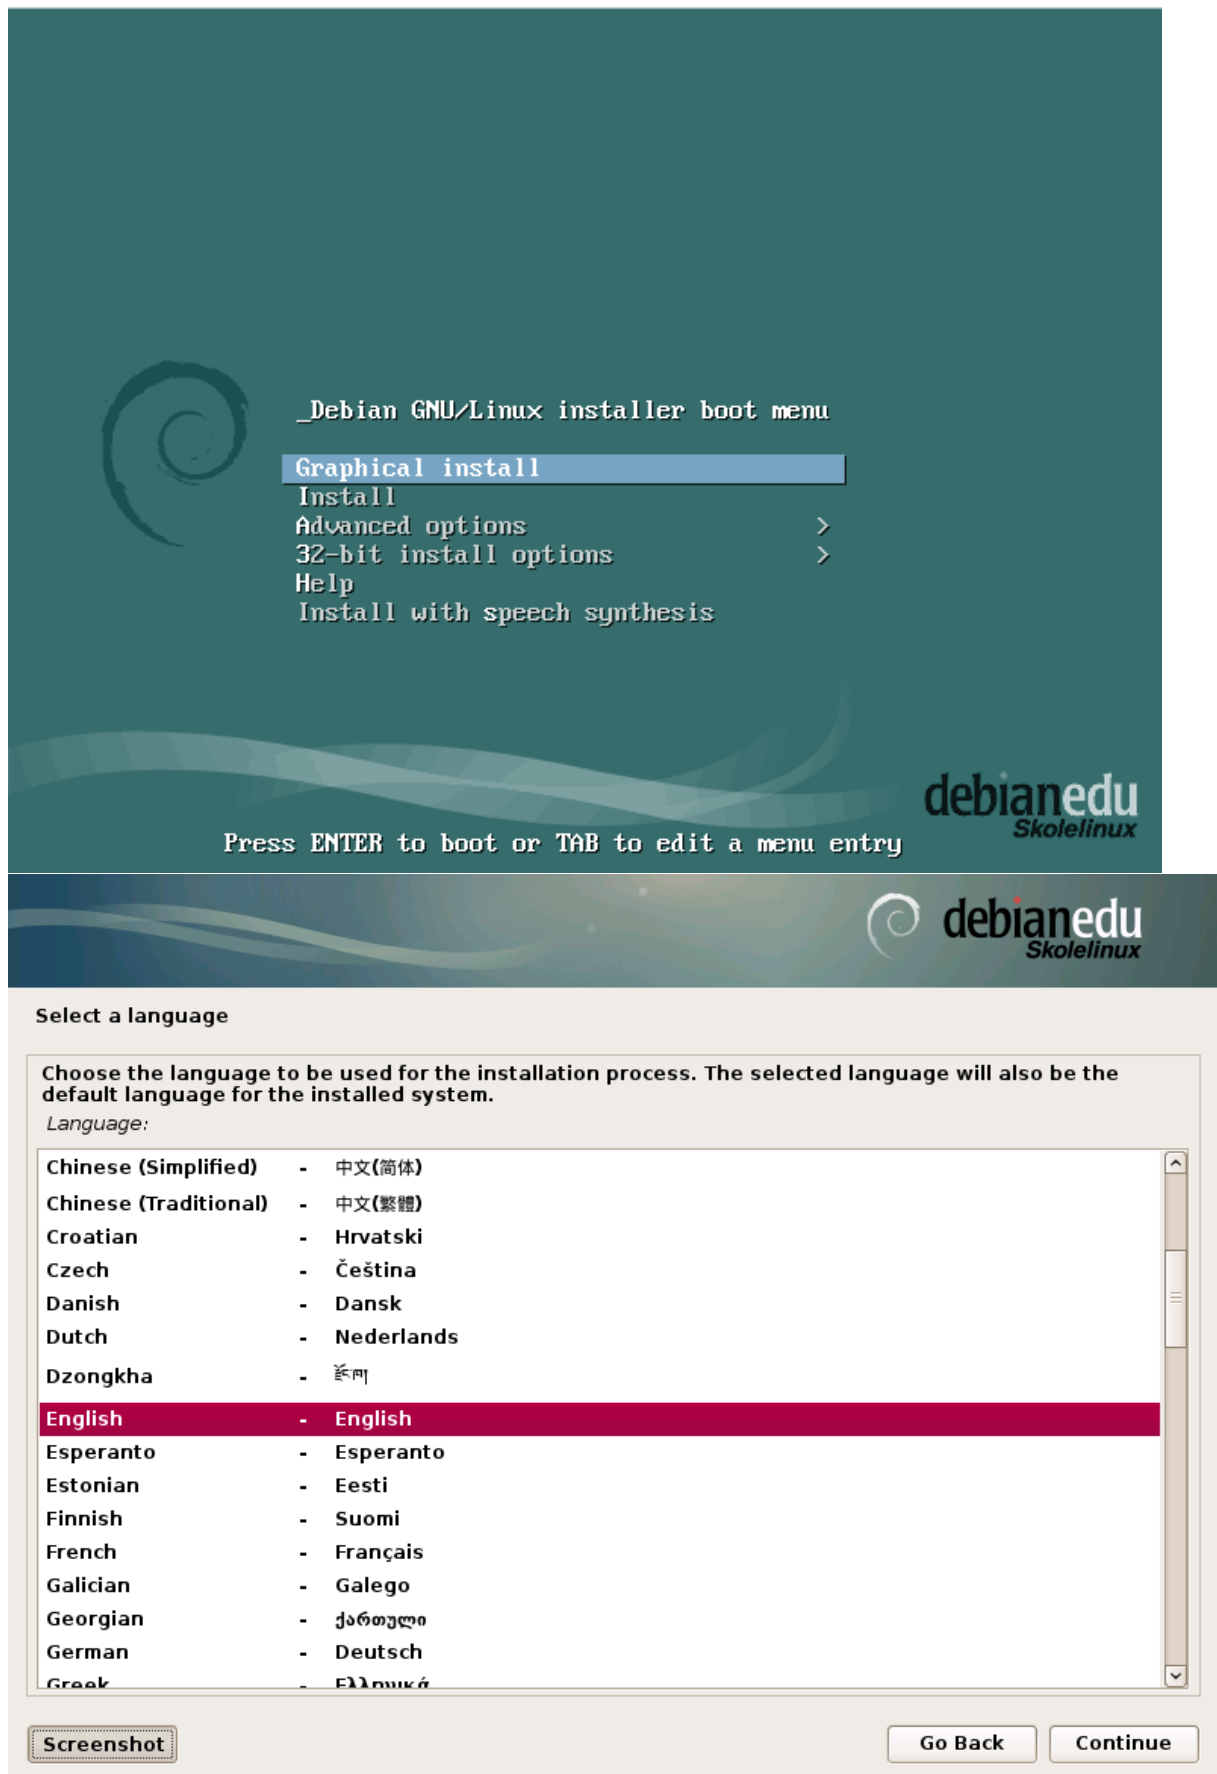 _Debian GNU/Linux installer boot menu
Graphical install
Install
Advanced options >
32-bit install options >
Help
Install with speech synthesis
debianedu
Skolelinux
Press ENTER to boot or TAB to edit a menu entry
debianedu
Skolelinux
Select a language
Choose the language to be used for the installation process. The selected language will also be the
default language for the installed system.
Language:
Chinese (Simplified) - 中文(简体)
Chinese (Traditional) - 中文(繁體)
Croatian - Hrvatski
Czech - Čeština
Danish - Dansk
Dutch - Nederlands
Dzongkha - རྫོང་ཁ།
English - English
Esperanto - Esperanto
Estonian - Eesti
Finnish - Suomi
French - Français
Galician - Galego
Georgian - ქართული
German - Deutsch
Greek - Ελληνικά
Screenshot
Go Back
Continue